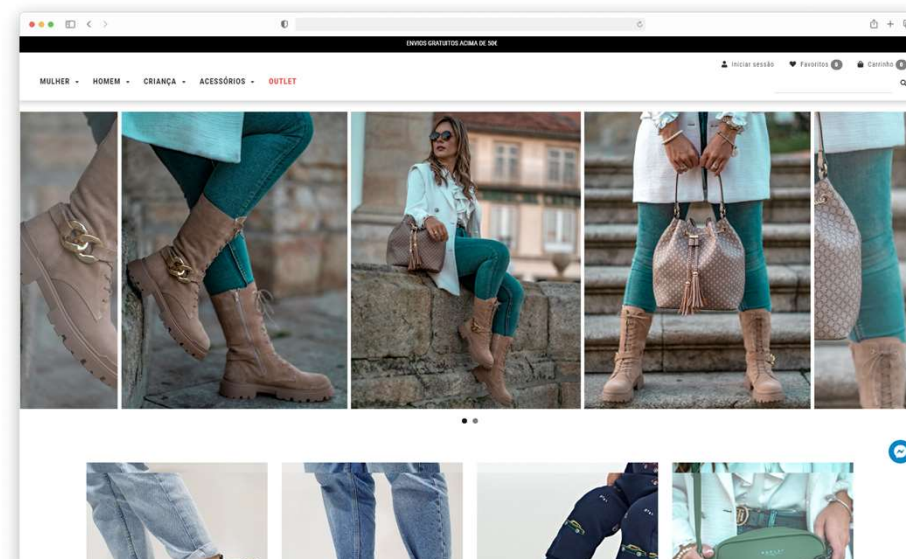 ENVIOS GRATUITOS ACIMA DE 50€
Iniciar sessão Favoritos 0 Carrinho 0
MULHER HOMEM CRIANÇA ACESSÓRIOS OUTLET